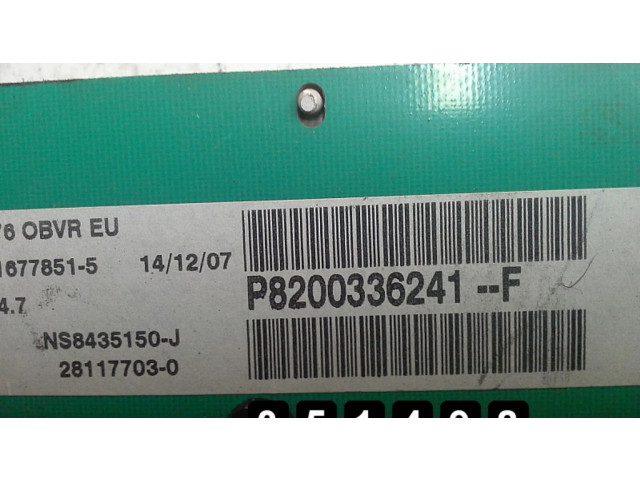 76 OBVR EU
1677851-5 14/12/07
4.7
NS8435150-J
28117703-0
P8200336241 --F